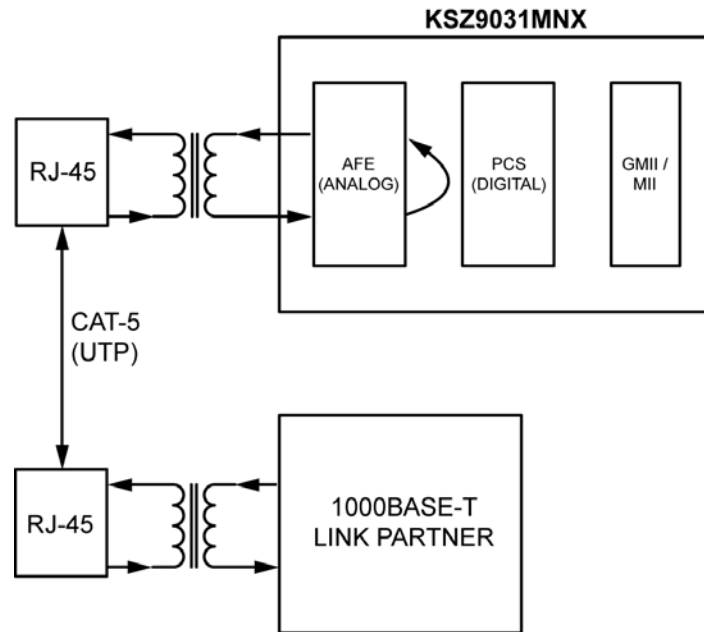 KSZ9031MNX
RJ-45
AFE
(ANALOG)
PCS
(DIGITAL)
GMII /
MII
CAT-5
(UTP)
RJ-45
1000BASE-T
LINK PARTNER